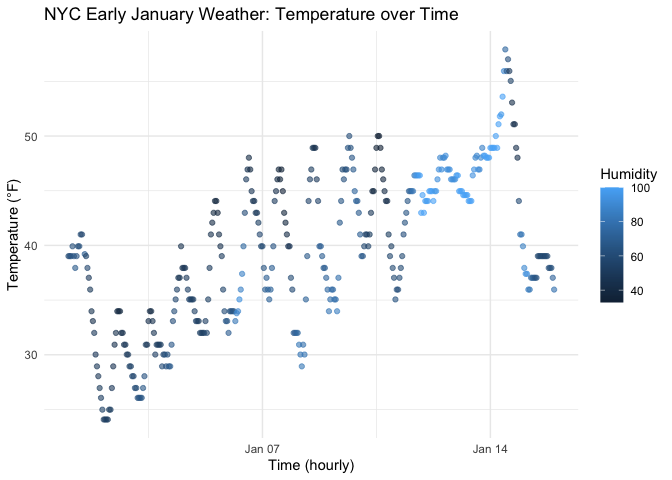 NYC Early January Weather: Temperature over Time
Temperature (°F)
50
40
30
Jan 07
Jan 14
Time (hourly)
Humidity
100
80
60
40